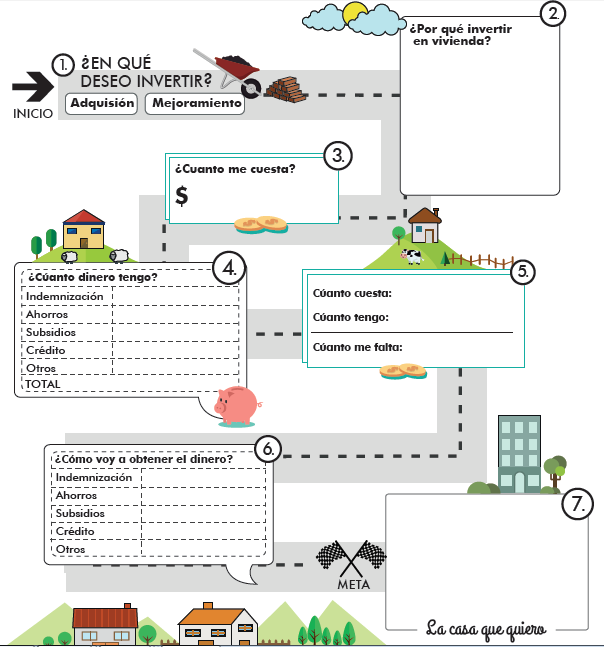 1. ¿EN QUÉ
DESEO INVERTIR?
INICIO
Adquisión Mejoramiento
2.
¿Por qué invertir
en vivienda?
3.
¿Cuanto me cuesta?
$
4.
¿Cúanto dinero tengo?
Indemnización
Ahorros
Subsidios
Crédito
Otros
TOTAL
5.
Cúanto cuesta:
Cúanto tengo:
Cúanto me falta:
6.
¿Cómo voy a obtener el dinero?
Indemnización
Ahorros
Subsidios
Crédito
Otros
META
7.
La casa que quiero